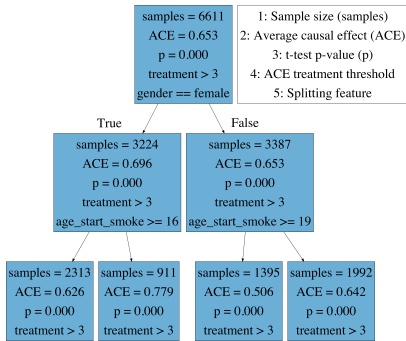 samples = 6611
ACE = 0.653
p = 0.000
treatment > 3
gender == female
1: Sample size (samples)
2: Average causal effect (ACE)
3: t-test p-value (p)
4: ACE treatment threshold
5: Splitting feature
True
False
samples = 3224
ACE = 0.696
p = 0.000
treatment > 3
age_start_smoke >= 16
samples = 3387
ACE = 0.653
p = 0.000
treatment > 3
age_start_smoke >= 19
samples = 2313
ACE = 0.626
p = 0.000
treatment > 3
samples = 911
ACE = 0.779
p = 0.000
treatment > 3
samples = 1395
ACE = 0.506
p = 0.000
treatment > 3
samples = 1992
ACE = 0.642
p = 0.000
treatment > 3